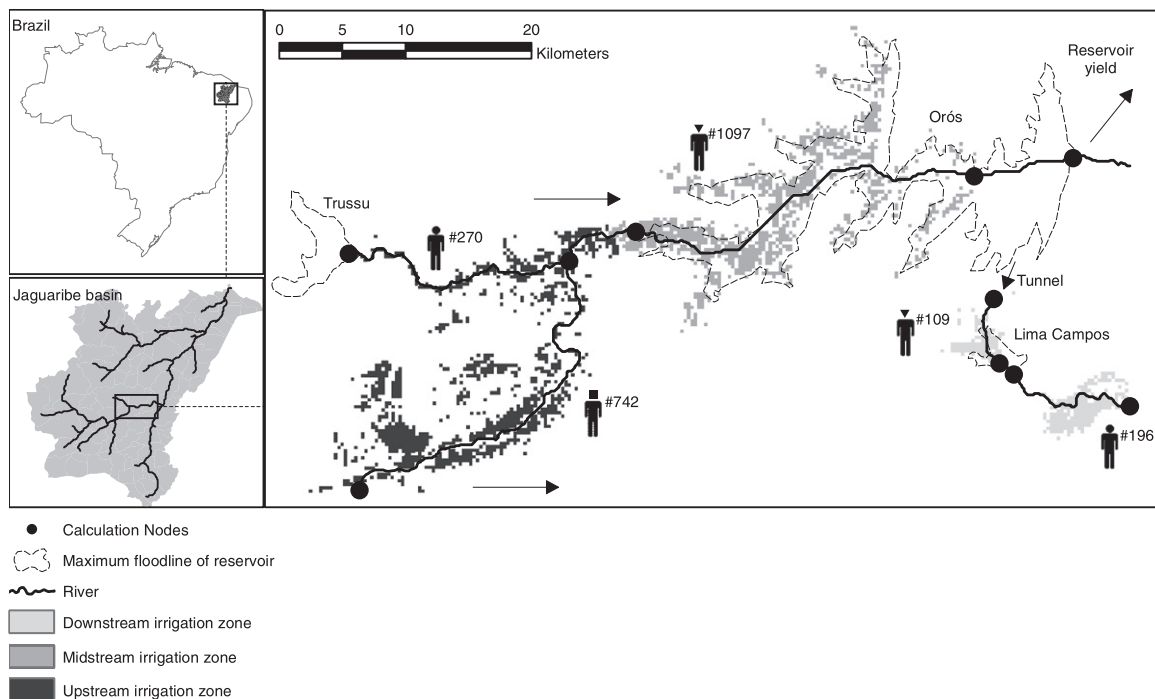 Brazil
0 5 10 20
Kilometers
Reservoir
yield
Orós
#1097
Trussu
#270
Tunnel
Jaguaribe basin
#109
Lima Campos
#742
#196
Calculation Nodes
Maximum floodline of reservoir
River
Downstream irrigation zone
Midstream irrigation zone
Upstream irrigation zone